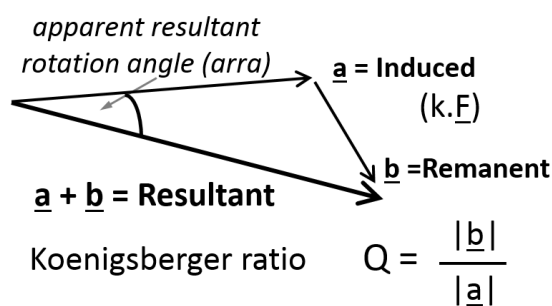 apparent resultant
rotation angle (arra)
a = Induced
(k.F)
b =Remanent
a + b = Resultant
Koenigsberger ratio Q = |b|
|a|